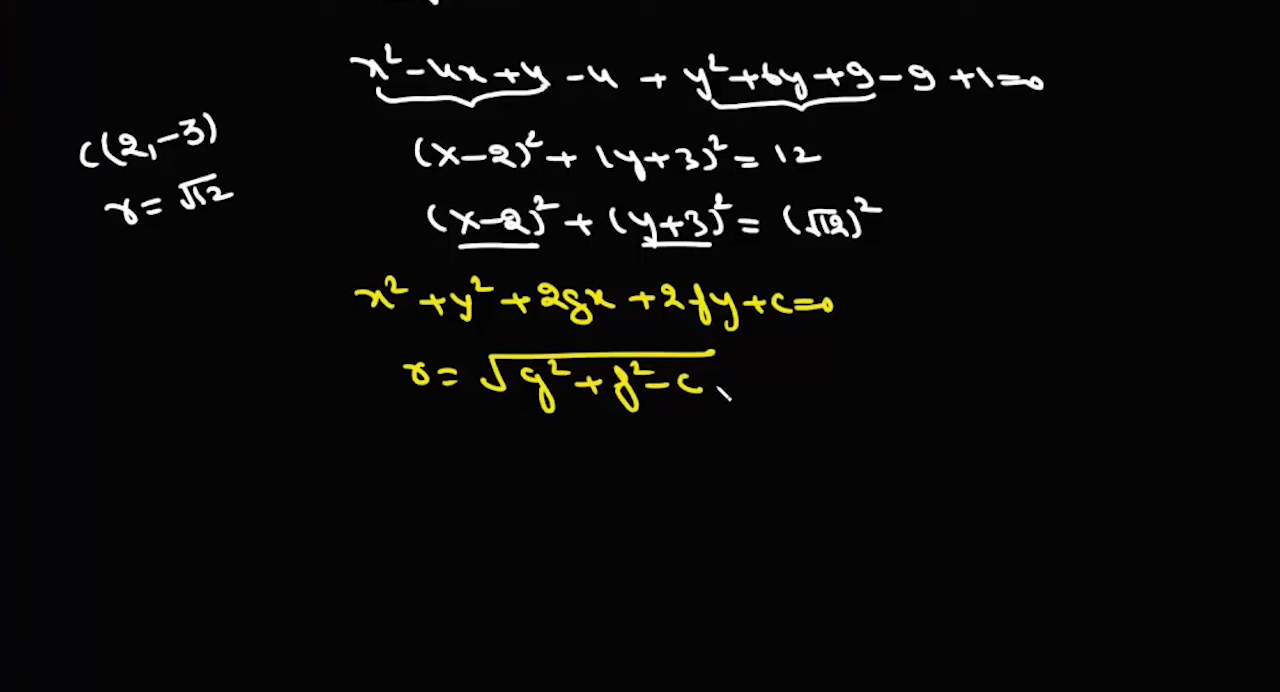 x² - 4x + 4 - 4 + y² + 6y + 9 - 9 + 1 = 0
C(2, -3)
(x-2)² + (y+3)² = 12
r = √12
(x-2)² + (y+3)² = (√12)²
x² + y² + 2gx + 2fy + c = 0
r = √g² + f² - c